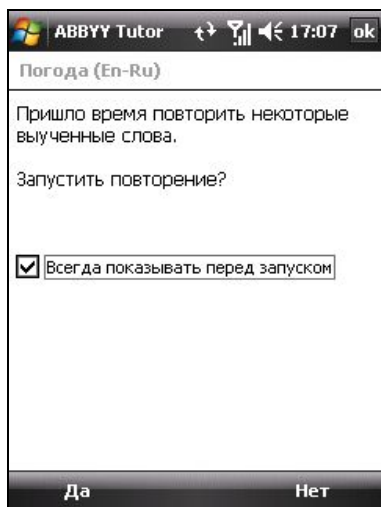 ABBYY Tutor 17:07 ok
Погода (En-Ru)
Пришло время повторить некоторые
выученные слова.
Запустить повторение?
Всегда показывать перед запуском
Да Нет